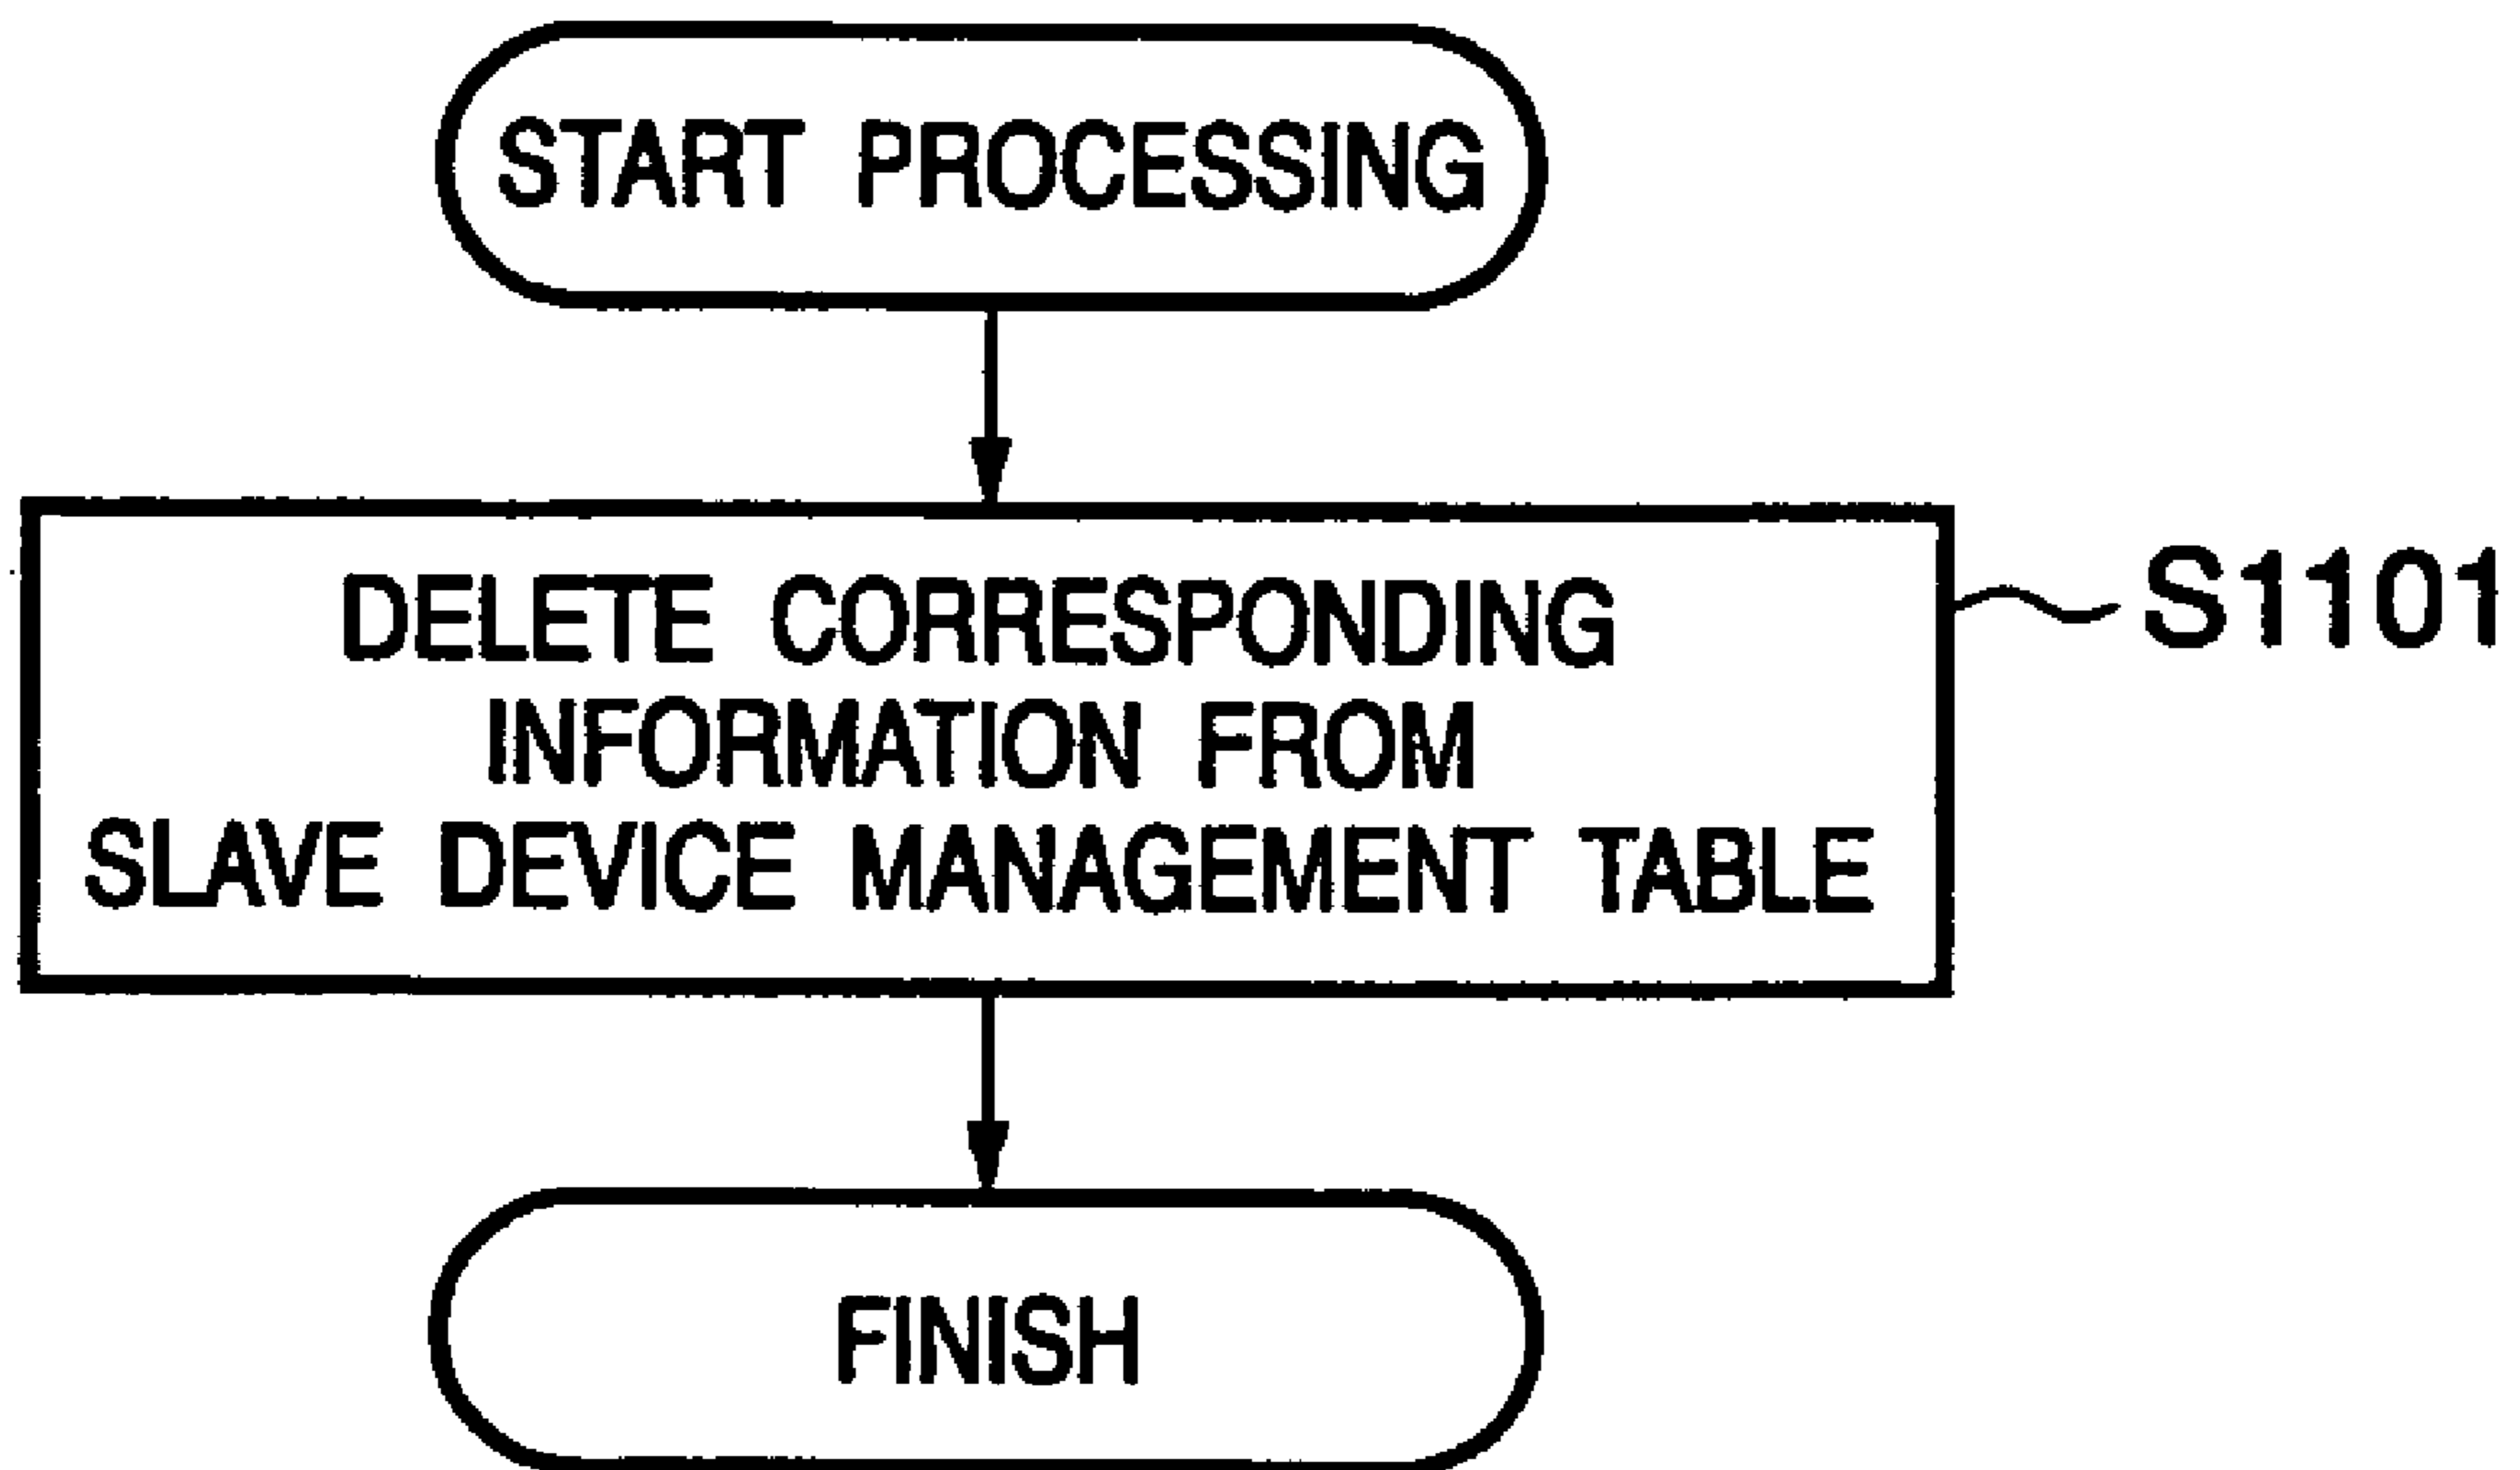 START PROCESSING
DELETE CORRESPONDING
INFORMATION FROM
SLAVE DEVICE MANAGEMENT TABLE
S1101
FINISH